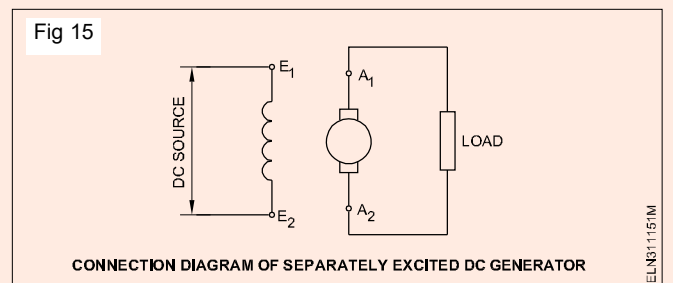 Fig 15
E1
A1
DC SOURCE
LOAD
E2
A2
CONNECTION DIAGRAM OF SEPARATELY EXCITED DC GENERATOR
ELN311151M